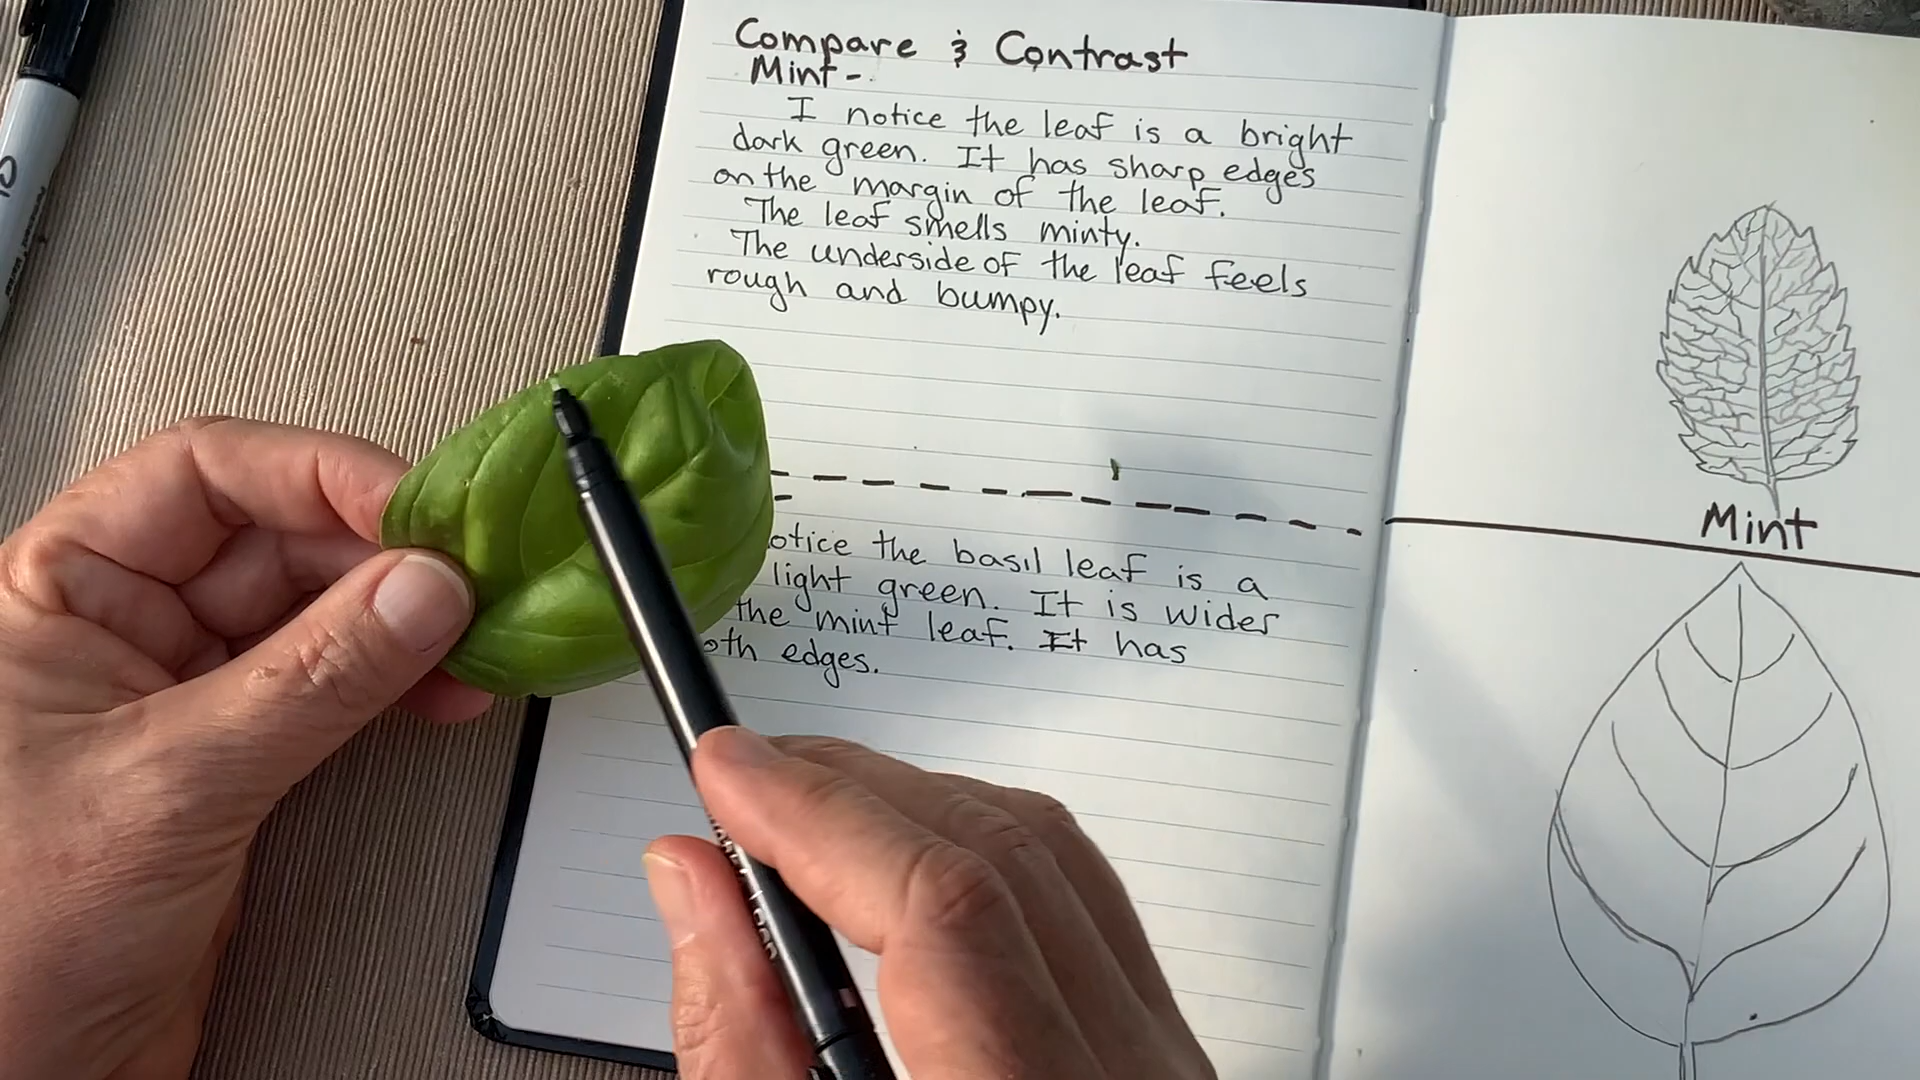 Compare & Contrast
Mint-
I notice the leaf is a bright
dark green. It has sharp edges
on the margin of the leaf.
The leaf smells minty.
The underside of the leaf feels
rough and bumpy.
otice the basil leaf is a
light green. It is wider
the mint leaf. It has
oth edges.
Mint